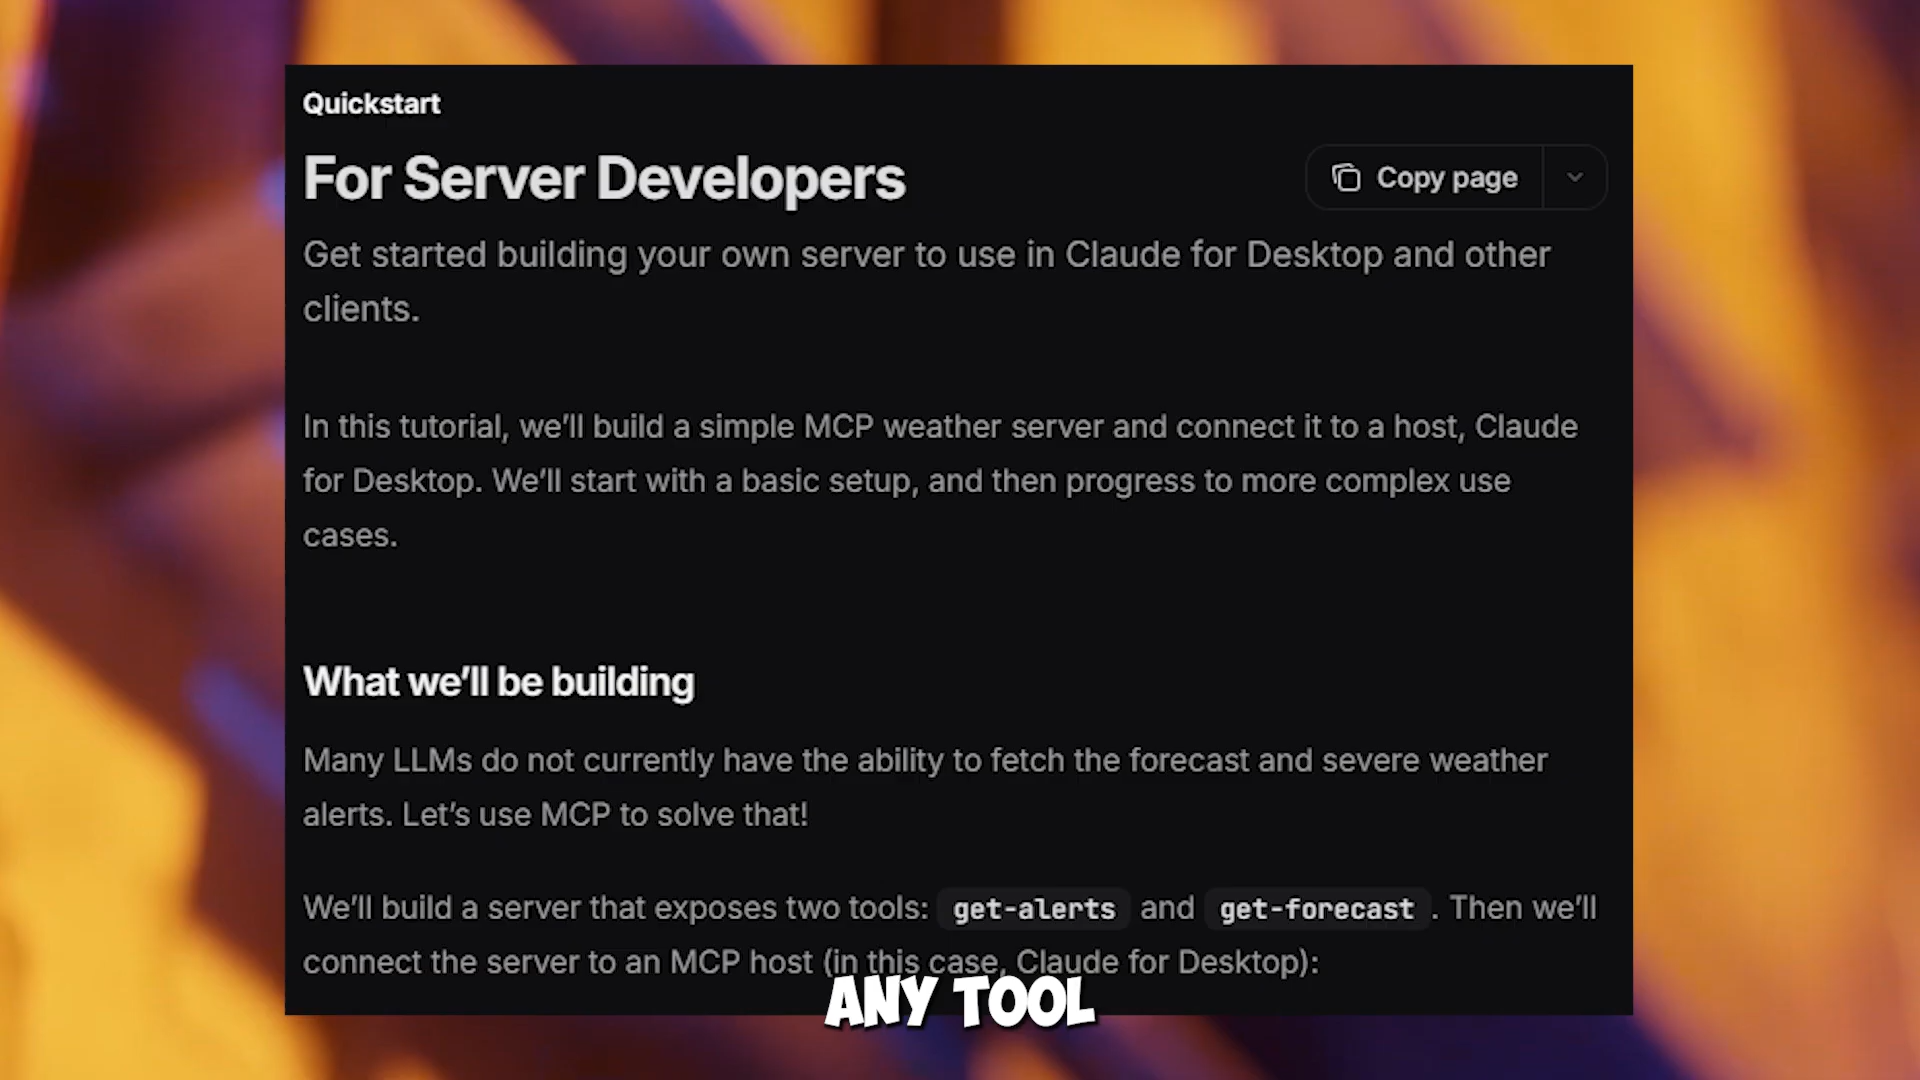 Quickstart
For Server Developers
Copy page
Get started building your own server to use in Claude for Desktop and other
clients.
In this tutorial, we’ll build a simple MCP weather server and connect it to a host, Claude
for Desktop. We’ll start with a basic setup, and then progress to more complex use
cases.
What we’ll be building
Many LLMs do not currently have the ability to fetch the forecast and severe weather
alerts. Let’s use MCP to solve that!
We’ll build a server that exposes two tools: get-alerts and get-forecast . Then we’ll
connect the server to an MCP host (in this case, Claude for Desktop):
ANY TOOL